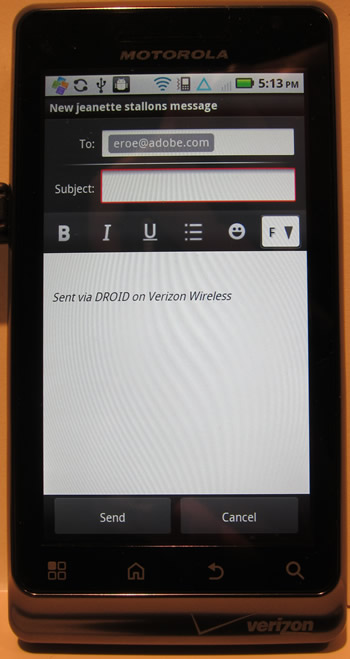 MOTOROLA
5:13 PM
New jeanette stallons message
To: eroe@adobe.com
Subject:
B I U F
Sent via DROID on Verizon Wireless
Send Cancel
verizon